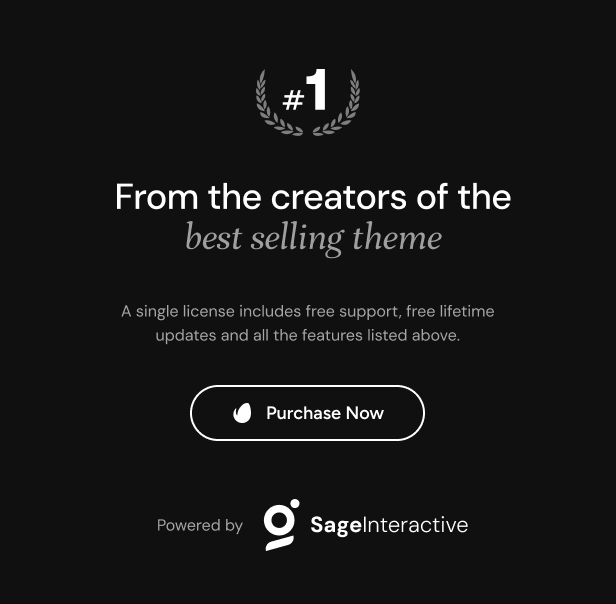 #1
From the creators of the
best selling theme
A single license includes free support, free lifetime
updates and all the features listed above.
Purchase Now
Powered by SageInteractive